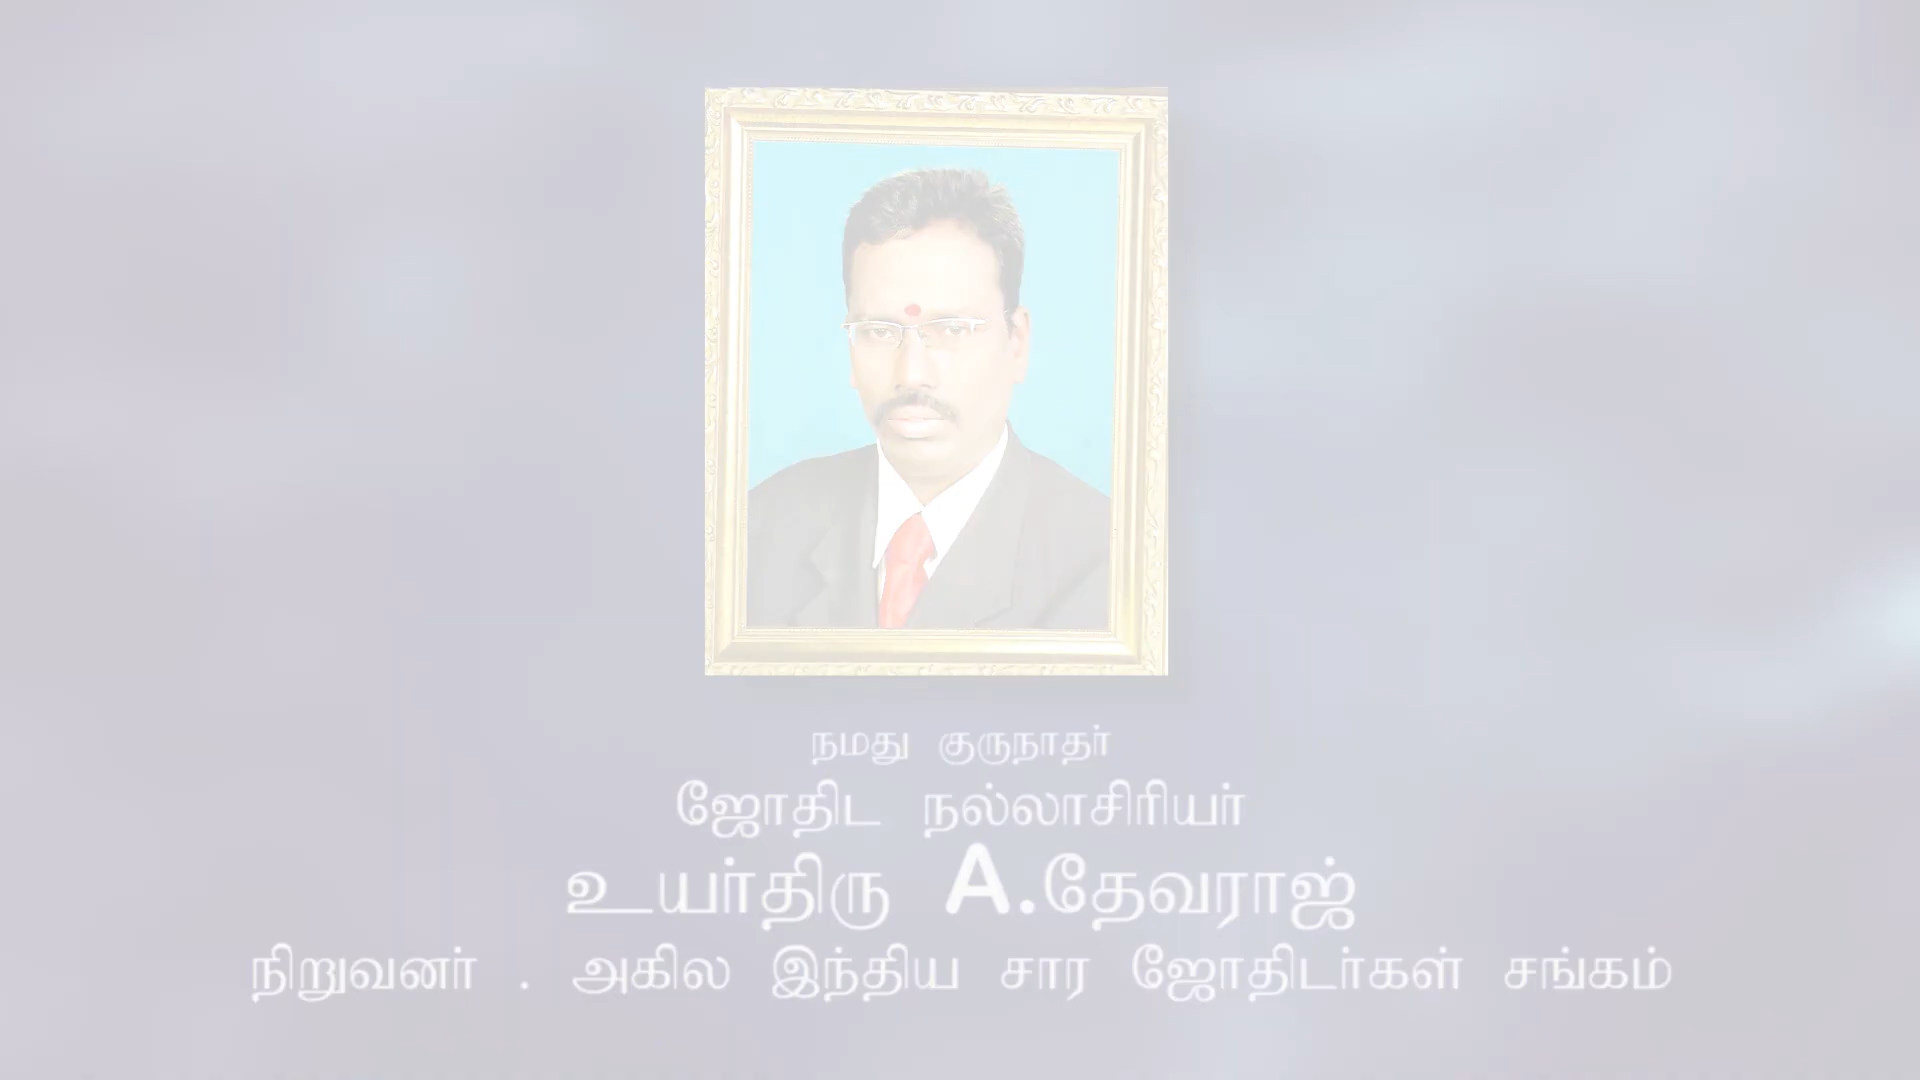 நமது குருநாதர்
ஜோதிட நல்லாசிரியர்
உயர்திரு A.தேவராஜ்
நிறுவனர் . அகில இந்திய சார ஜோதிடர்கள் சங்கம்